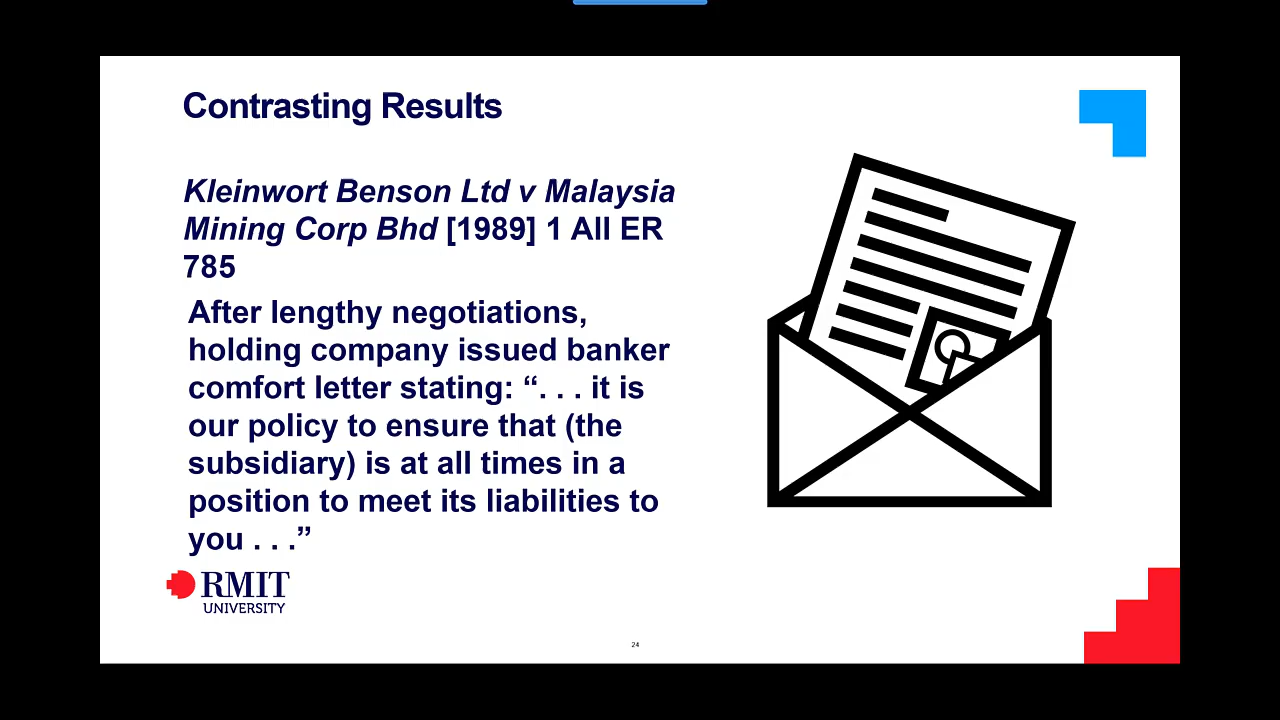 Contrasting Results
Kleinwort Benson Ltd v Malaysia
Mining Corp Bhd [1989] 1 All ER
785
After lengthy negotiations,
holding company issued banker
comfort letter stating: “. . . it is
our policy to ensure that (the
subsidiary) is at all times in a
position to meet its liabilities to
you . . .”
RMIT
UNIVERSITY
24